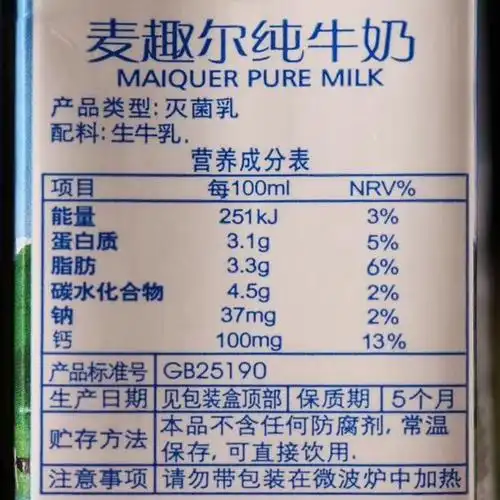 麦趣尔纯牛奶
MAIQUER PURE MILK
产品类型: 灭菌乳
配料: 生牛乳.
营养成分表
项目 每100ml NRV%
能量 251kJ 3%
蛋白质 3.1g 5%
脂肪 3.3g 6%
碳水化合物 4.5g 2%
钠 37mg 2%
钙 100mg 13%
产品标准号 GB25190
生产日期 见包装盒顶部 保质期 5个月
贮存方法 本品不含任何防腐剂, 常温
保存, 可直接饮用.
注意事项 请勿带包装在微波炉中加热